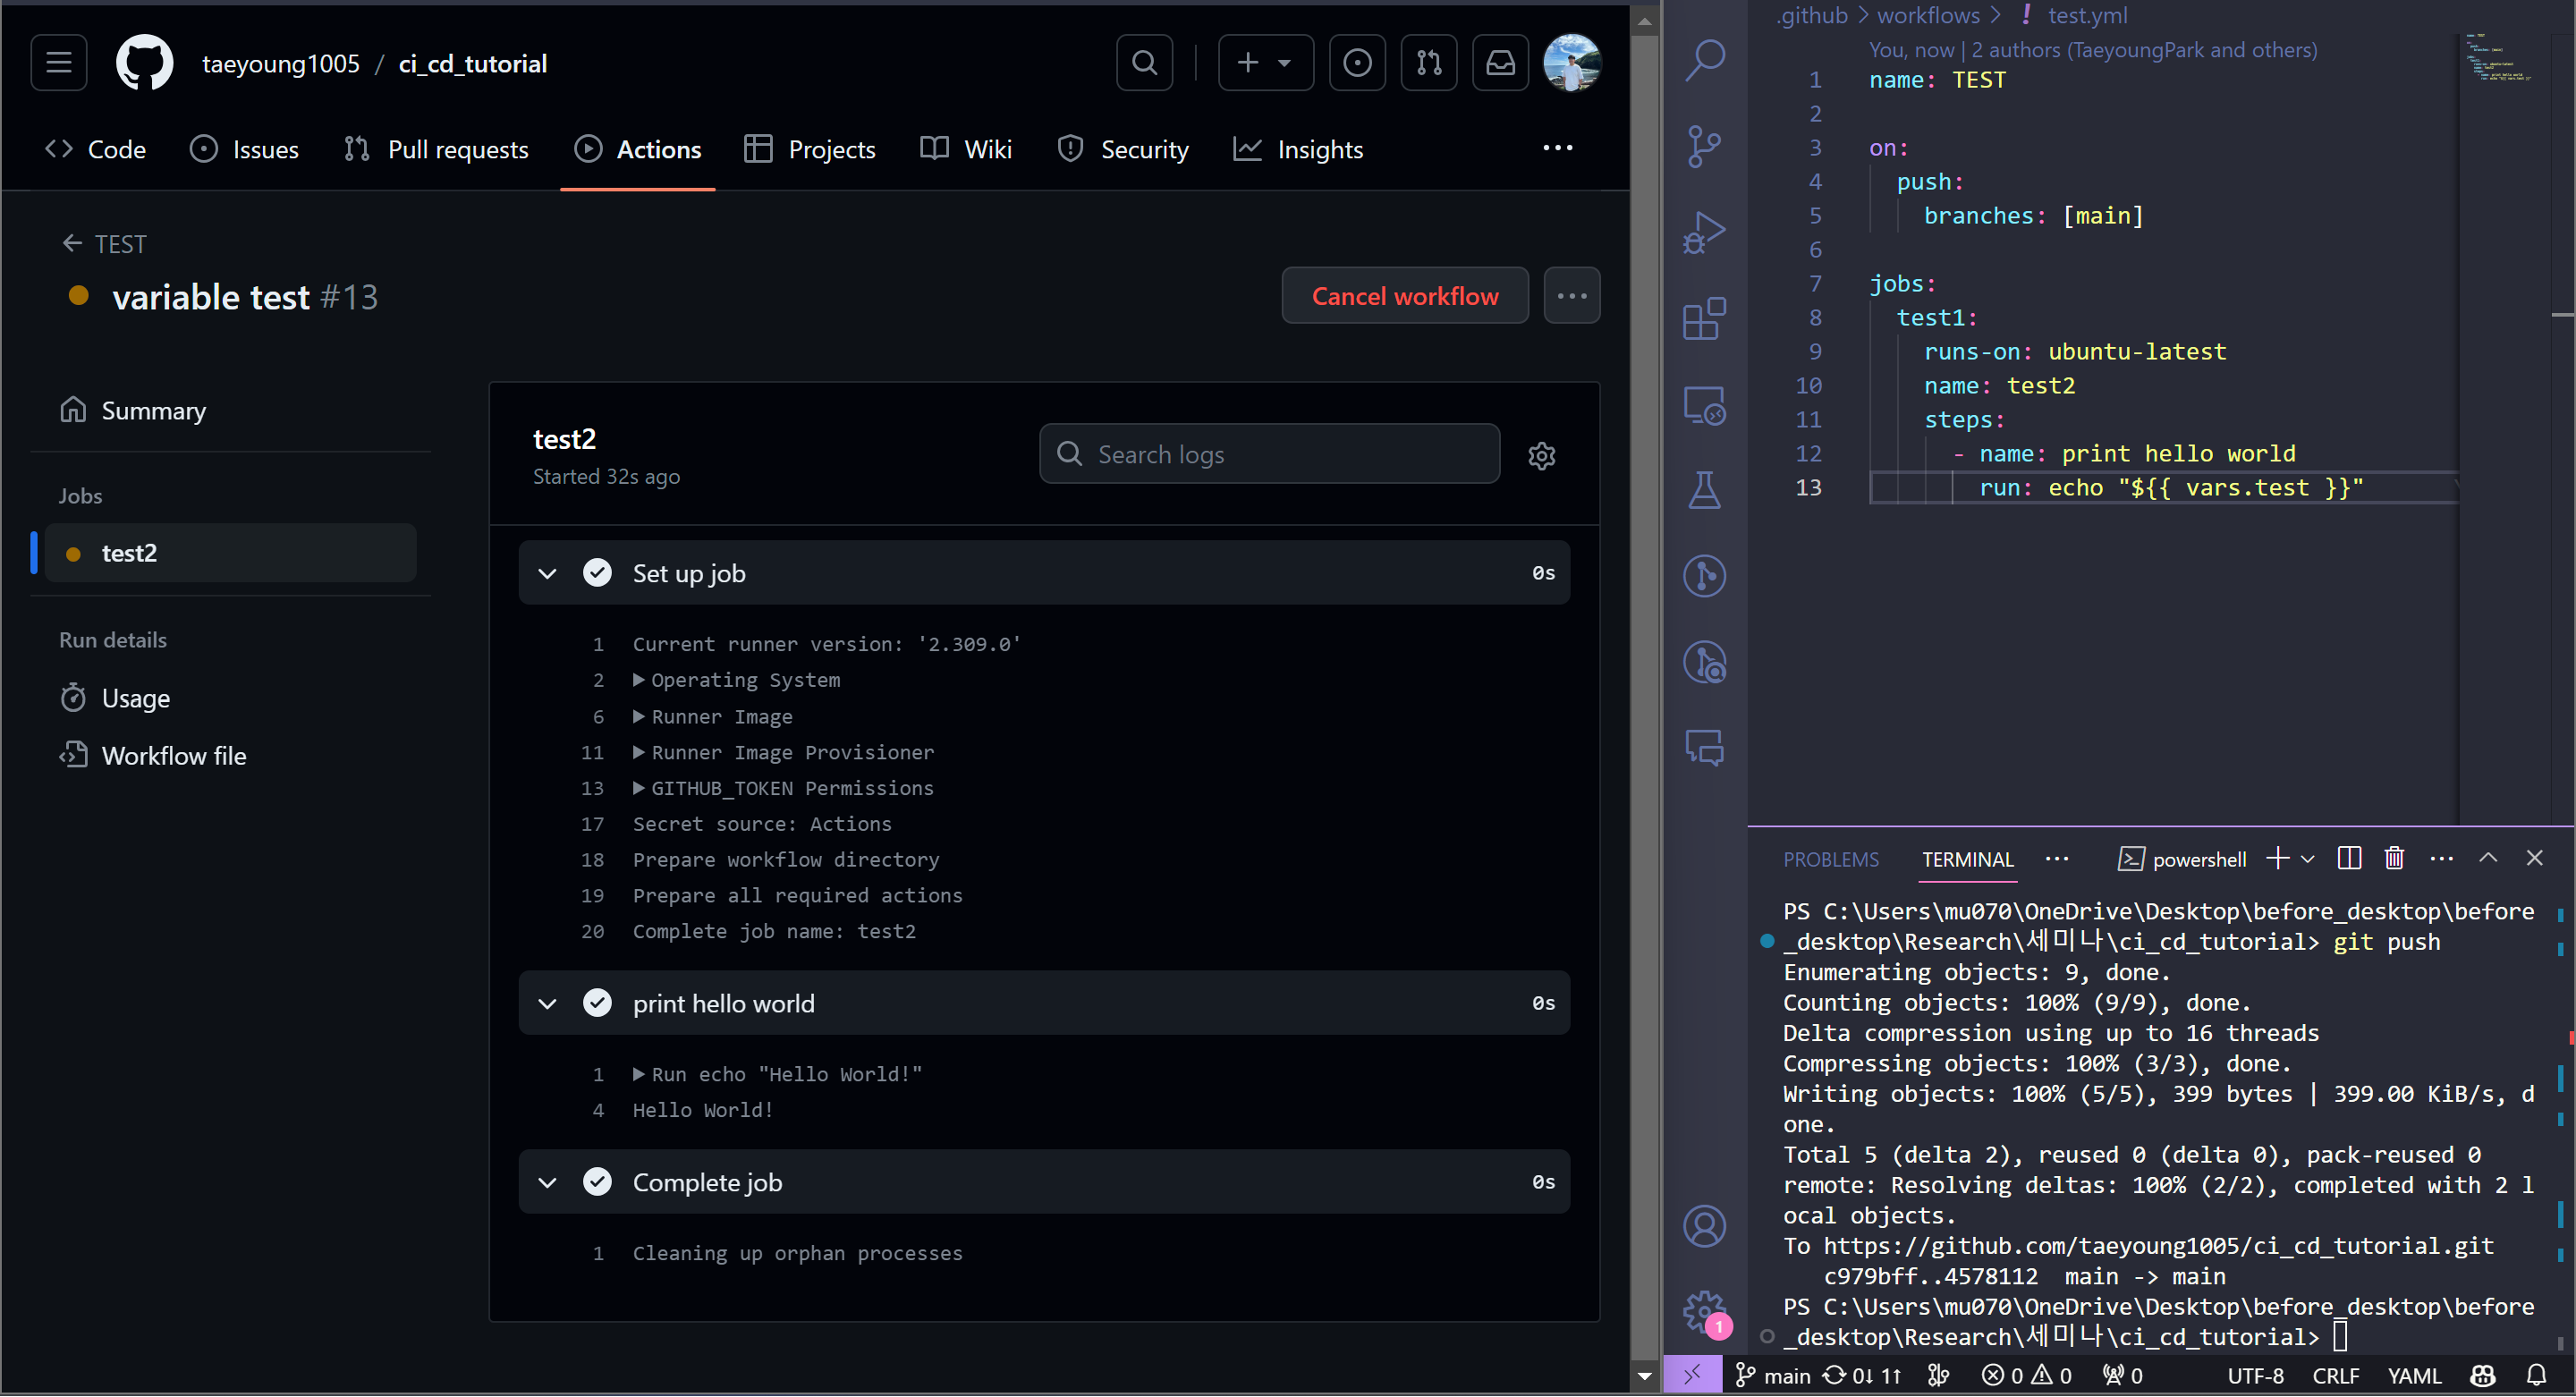 taeyoung1005 / ci_cd_tutorial
Code Issues Pull requests Actions Projects Wiki Security Insights
TEST
variable test #13
Cancel workflow
Summary
Jobs
test2
Run details
Usage
Workflow file
test2
Started 32s ago
Search logs
Set up job 0s
1 Current runner version: '2.309.0'
2 Operating System
6 Runner Image
11 Runner Image Provisioner
13 GITHUB_TOKEN Permissions
17 Secret source: Actions
18 Prepare workflow directory
19 Prepare all required actions
20 Complete job name: test2
print hello world 0s
1 Run echo "Hello World!"
4 Hello World!
Complete job 0s
1 Cleaning up orphan processes
.github > workflows > ! test.yml
You, now | 2 authors (TaeyoungPark and others)
1 name: TEST
2
3 on:
4 push:
5 branches: [main]
6
7 jobs:
8 test1:
9 runs-on: ubuntu-latest
10 name: test2
11 steps:
12 - name: print hello world
13 run: echo "${{ vars.test }}"
PROBLEMS TERMINAL ··· powershell
PS C:\Users\mu070\OneDrive\Desktop\before_desktop\before
_desktop\Research\세미나\ci_cd_tutorial> git push
Enumerating objects: 9, done.
Counting objects: 100% (9/9), done.
Delta compression using up to 16 threads
Compressing objects: 100% (3/3), done.
Writing objects: 100% (5/5), 399 bytes | 399.00 KiB/s, d
one.
Total 5 (delta 2), reused 0 (delta 0), pack-reused 0
remote: Resolving deltas: 100% (2/2), completed with 2 l
ocal objects.
To https://github.com/taeyoung1005/ci_cd_tutorial.git
c979bff..4578112 main -> main
PS C:\Users\mu070\OneDrive\Desktop\before_desktop\before
_desktop\Research\세미나\ci_cd_tutorial>
1
main 0↓ 1↑ 0 0 0 UTF-8 CRLF YAML